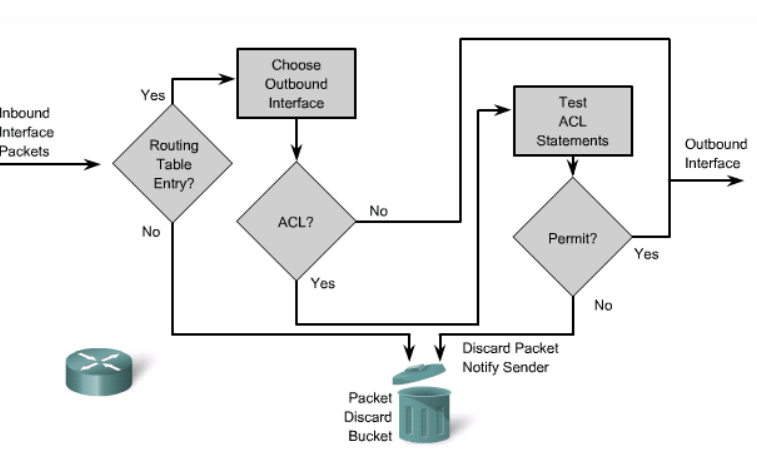 Inbound
Interface
Packets
Yes
Routing
Table
Entry?
No
Choose
Outbound
Interface
ACL?
No
Yes
Test
ACL
Statements
Permit?
Yes
No
Outbound
Interface
Discard Packet
Notify Sender
Packet
Discard
Bucket